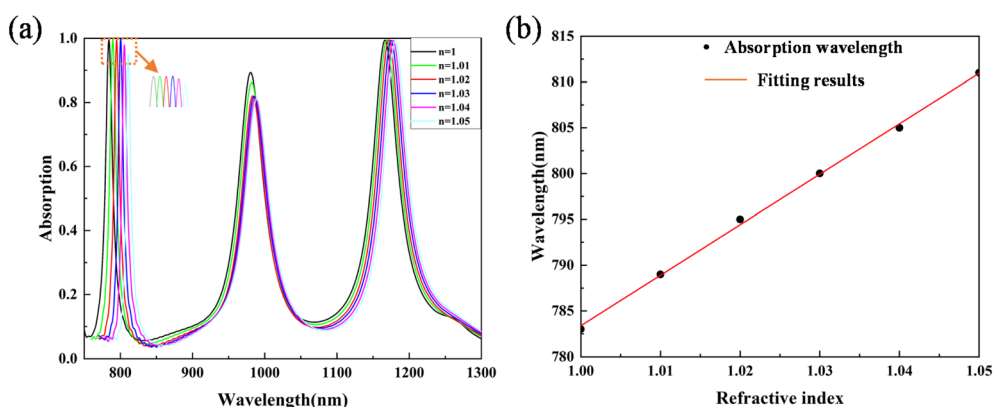 (a)
1.0
0.8
0.6
0.4
0.2
0.0
Absorption
800 900 1000 1100 1200 1300
Wavelength(nm)
n=1
n=1.01
n=1.02
n=1.03
n=1.04
n=1.05
(b)
815
810
805
800
795
790
785
780
Wavelength(nm)
Absorption wavelength
Fitting results
1.00 1.01 1.02 1.03 1.04 1.05
Refractive index